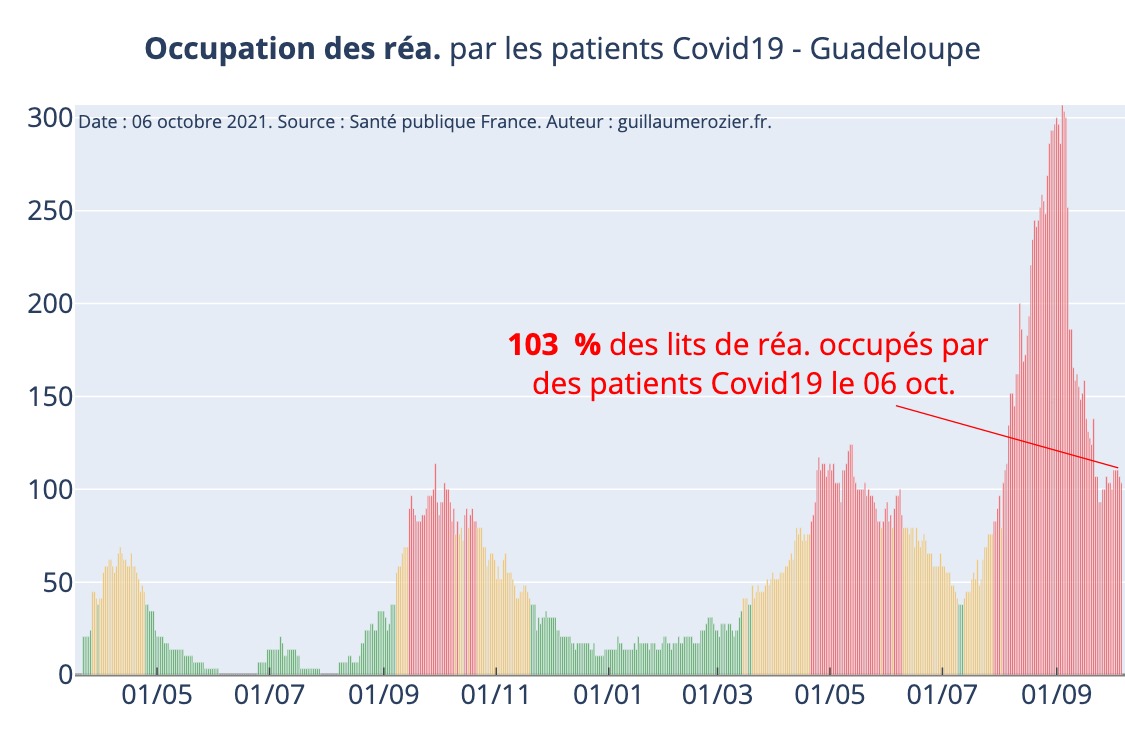 Occupation des réa. par les patients Covid19 - Guadeloupe
300
Date : 06 octobre 2021. Source : Santé publique France. Auteur : guillaumerozier.fr.
250
200
103 % des lits de réa. occupés par
des patients Covid19 le 06 oct.
150
100
50
0
01/05 01/07 01/09 01/11 01/01 01/03 01/05 01/07 01/09